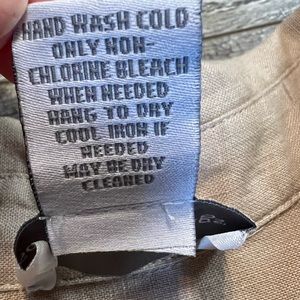 HAND WASH COLD
ONLY NON-
CHLORINE BLEACH
WHEN NEEDED
HANG TO DRY
COOL IRON IF
NEEDED
MAY BE DRY
CLEANED